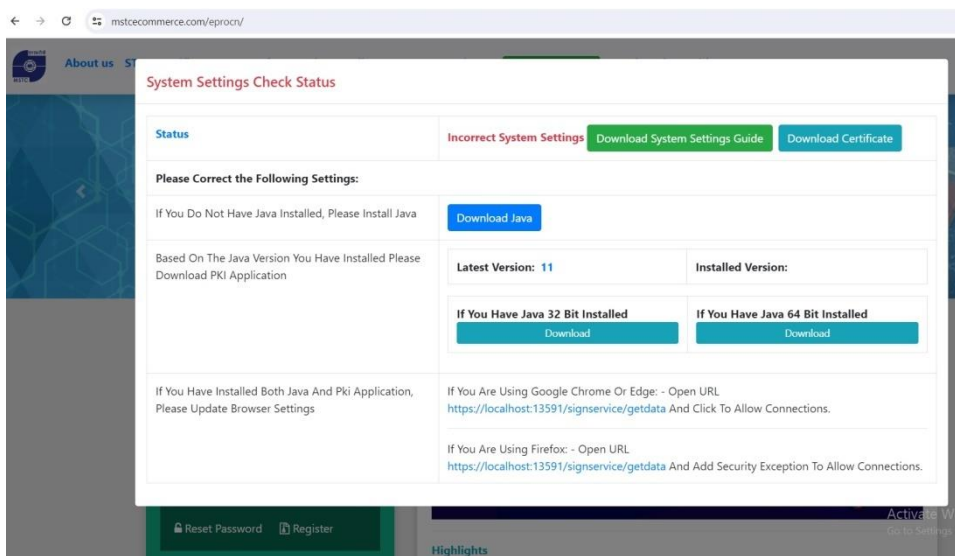 mstcecommerce.com/eprocn/
About us
System Settings Check Status
Status
Incorrect System Settings
Download System Settings Guide
Download Certificate
Please Correct the Following Settings:
If You Do Not Have Java Installed, Please Install Java
Download Java
Based On The Java Version You Have Installed Please
Download PKI Application
Latest Version: 11
Installed Version:
If You Have Java 32 Bit Installed
Download
If You Have Java 64 Bit Installed
Download
If You Have Installed Both Java And Pki Application,
Please Update Browser Settings
If You Are Using Google Chrome Or Edge: - Open URL
https://localhost:13591/signservice/getdata And Click To Allow Connections.
If You Are Using Firefox: - Open URL
https://localhost:13591/signservice/getdata And Add Security Exception To Allow Connections.
Reset Password
Register
Highlights
Activate W
Go to Settings